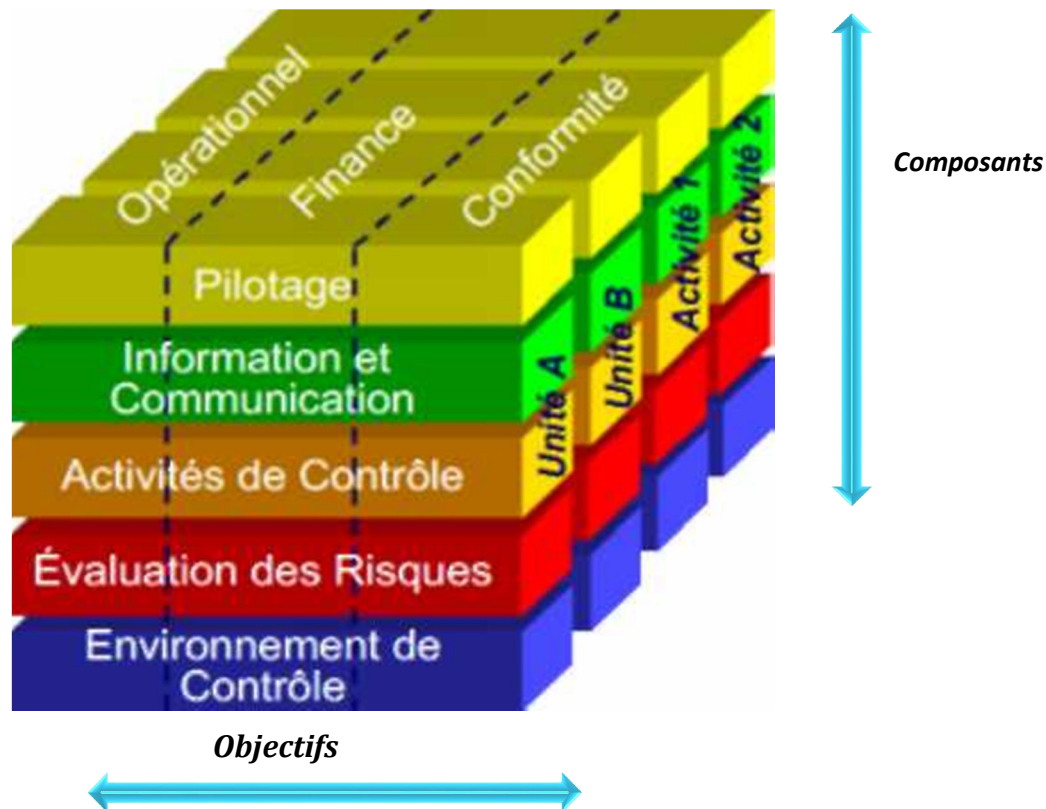 Opérationnel
Finance
Conformité
Composants
Pilotage
Information et
Communication
Activités de Contrôle
Évaluation des Risques
Environnement de
Contrôle
Unité A
Unité B
Activité 1
Activité 2
Objectifs